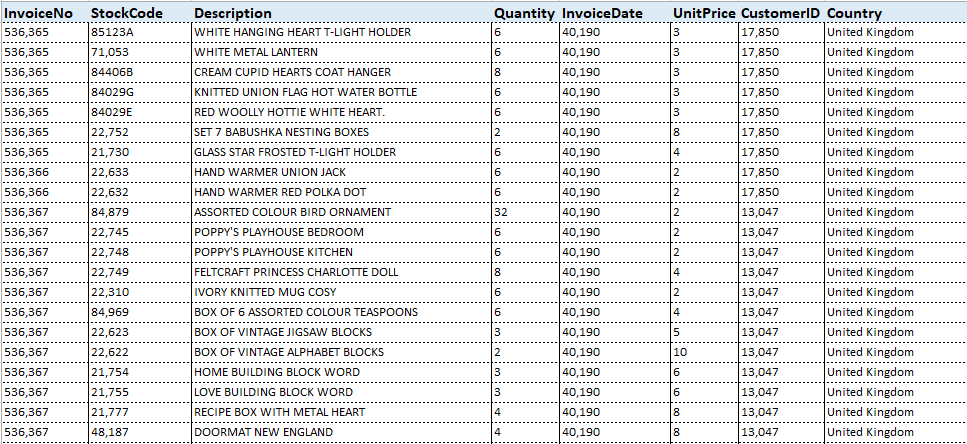 InvoiceNo StockCode Description Quantity InvoiceDate UnitPrice CustomerID Country
536,365 85123A WHITE HANGING HEART T-LIGHT HOLDER 6 40,190 3 17,850 United Kingdom
536,365 71,053 WHITE METAL LANTERN 6 40,190 3 17,850 United Kingdom
536,365 84406B CREAM CUPID HEARTS COAT HANGER 8 40,190 3 17,850 United Kingdom
536,365 84029G KNITTED UNION FLAG HOT WATER BOTTLE 6 40,190 3 17,850 United Kingdom
536,365 84029E RED WOOLLY HOTTIE WHITE HEART. 6 40,190 3 17,850 United Kingdom
536,365 22,752 SET 7 BABUSHKA NESTING BOXES 2 40,190 8 17,850 United Kingdom
536,365 21,730 GLASS STAR FROSTED T-LIGHT HOLDER 6 40,190 4 17,850 United Kingdom
536,366 22,633 HAND WARMER UNION JACK 6 40,190 2 17,850 United Kingdom
536,366 22,632 HAND WARMER RED POLKA DOT 6 40,190 2 17,850 United Kingdom
536,367 84,879 ASSORTED COLOUR BIRD ORNAMENT 32 40,190 2 13,047 United Kingdom
536,367 22,745 POPPY'S PLAYHOUSE BEDROOM 6 40,190 2 13,047 United Kingdom
536,367 22,748 POPPY'S PLAYHOUSE KITCHEN 6 40,190 2 13,047 United Kingdom
536,367 22,749 FELTCRAFT PRINCESS CHARLOTTE DOLL 8 40,190 4 13,047 United Kingdom
536,367 22,310 IVORY KNITTED MUG COSY 6 40,190 2 13,047 United Kingdom
536,367 84,969 BOX OF 6 ASSORTED COLOUR TEASPOONS 6 40,190 4 13,047 United Kingdom
536,367 22,623 BOX OF VINTAGE JIGSAW BLOCKS 3 40,190 5 13,047 United Kingdom
536,367 22,622 BOX OF VINTAGE ALPHABET BLOCKS 2 40,190 10 13,047 United Kingdom
536,367 21,754 HOME BUILDING BLOCK WORD 3 40,190 6 13,047 United Kingdom
536,367 21,755 LOVE BUILDING BLOCK WORD 3 40,190 6 13,047 United Kingdom
536,367 21,777 RECIPE BOX WITH METAL HEART 4 40,190 8 13,047 United Kingdom
536,367 48,187 DOORMAT NEW ENGLAND 4 40,190 8 13,047 United Kingdom